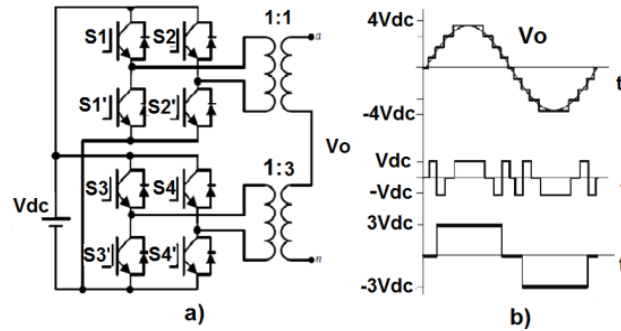 S1
S2
1:1
a
S1'
S2'
Vo
Vdc
S3
S4
1:3
S3'
S4'
n
a)
4Vdc
Vo
t
-4Vdc
Vdc
-Vdc
3Vdc
t
-3Vdc
b)